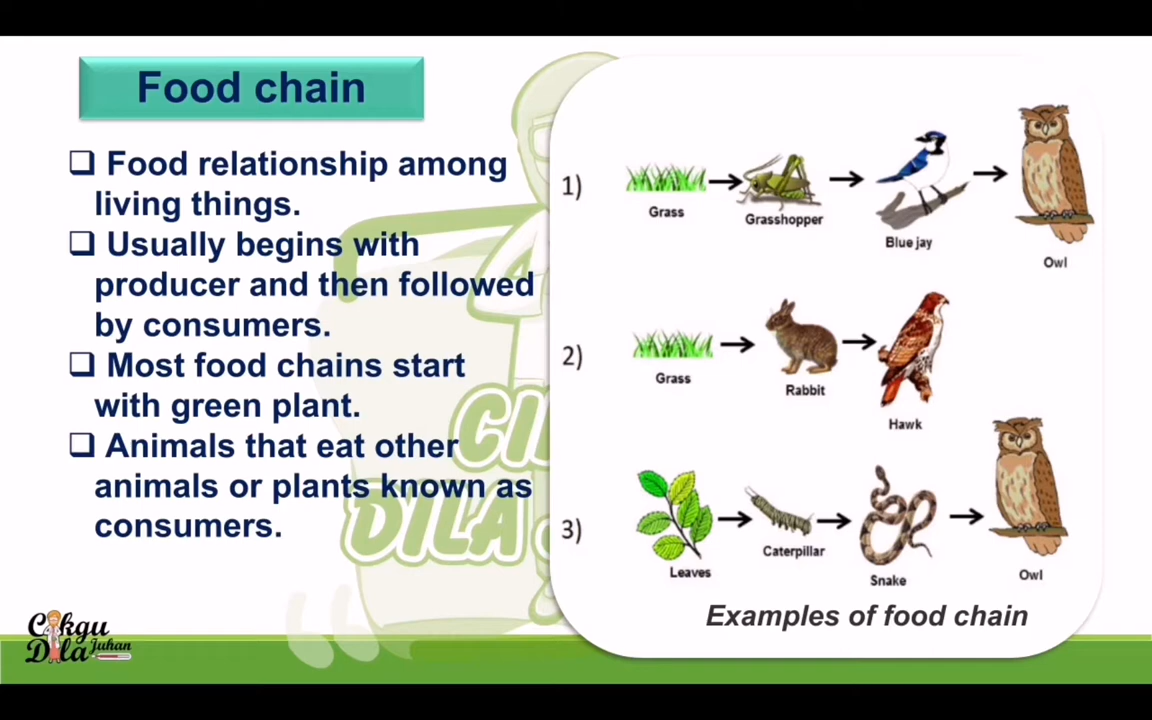 Food chain
❑ Food relationship among
living things.
❑ Usually begins with
producer and then followed
by consumers.
❑ Most food chains start
with green plant.
❑ Animals that eat other
animals or plants known as
consumers.
1)
Grass
Grasshopper
Blue jay
Owl
2)
Grass
Rabbit
Hawk
3)
Leaves
Caterpillar
Snake
Owl
Examples of food chain
Cikgu
Dila Juhan
DILA